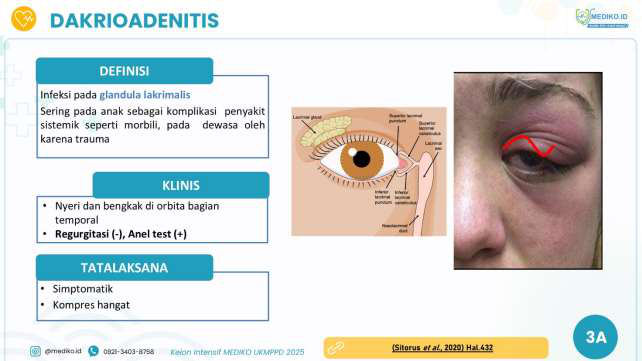 DAKRIOADENITIS
MEDIKO.ID
DEFINISI
Infeksi pada glandula lakrimalis
Sering pada anak sebagai komplikasi penyakit
sistemik seperti morbili, pada dewasa oleh
karena trauma
KLINIS
• Nyeri dan bengkak di orbita bagian
temporal
• Regurgitasi (-), Anel test (+)
TATALAKSANA
• Simptomatik
• Kompres hangat
Lacrimal gland
Superior lacrimal
punctum
Superior
lacrimal
canaliculus
Lacrimal
sac
Inferior
lacrimal
punctum
Inferior
lacrimal
canaliculus
Nasolacrimal
duct
3A
@mediko.id
0821-3403-8758
Kelan Intensif MEDIKO UKMPPD 2025
(Sitorus et al., 2020) Hal.432